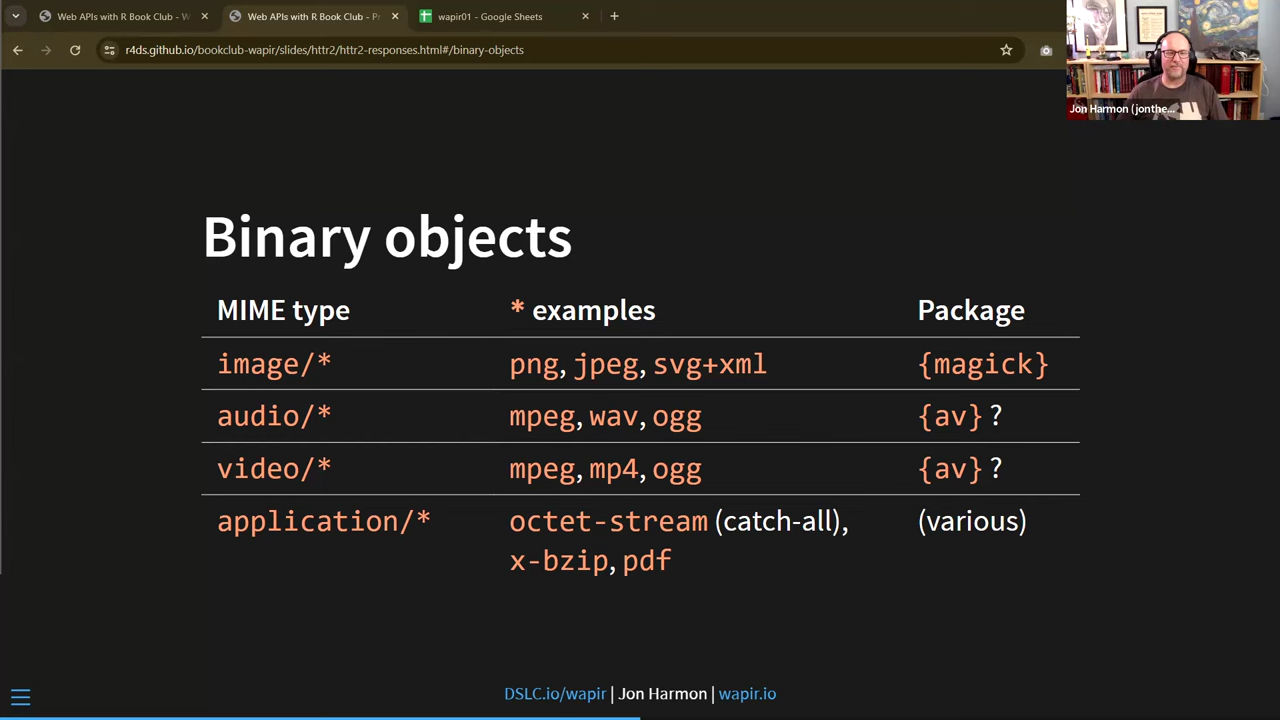 Web APIs with R Book Club - W
Web APIs with R Book Club - Pr
wapir01 - Google Sheets
r4ds.github.io/bookclub-wapir/slides/httr2/httr2-responses.html#/binary-objects
Jon Harmon (jonthe...
Binary objects
MIME type * examples Package
image/* png, jpeg, svg+xml {magick}
audio/* mpeg, wav, ogg {av} ?
video/* mpeg, mp4, ogg {av} ?
application/* octet-stream (catch-all), (various)
x-bzip, pdf
DSLC.io/wapir | Jon Harmon | wapir.io